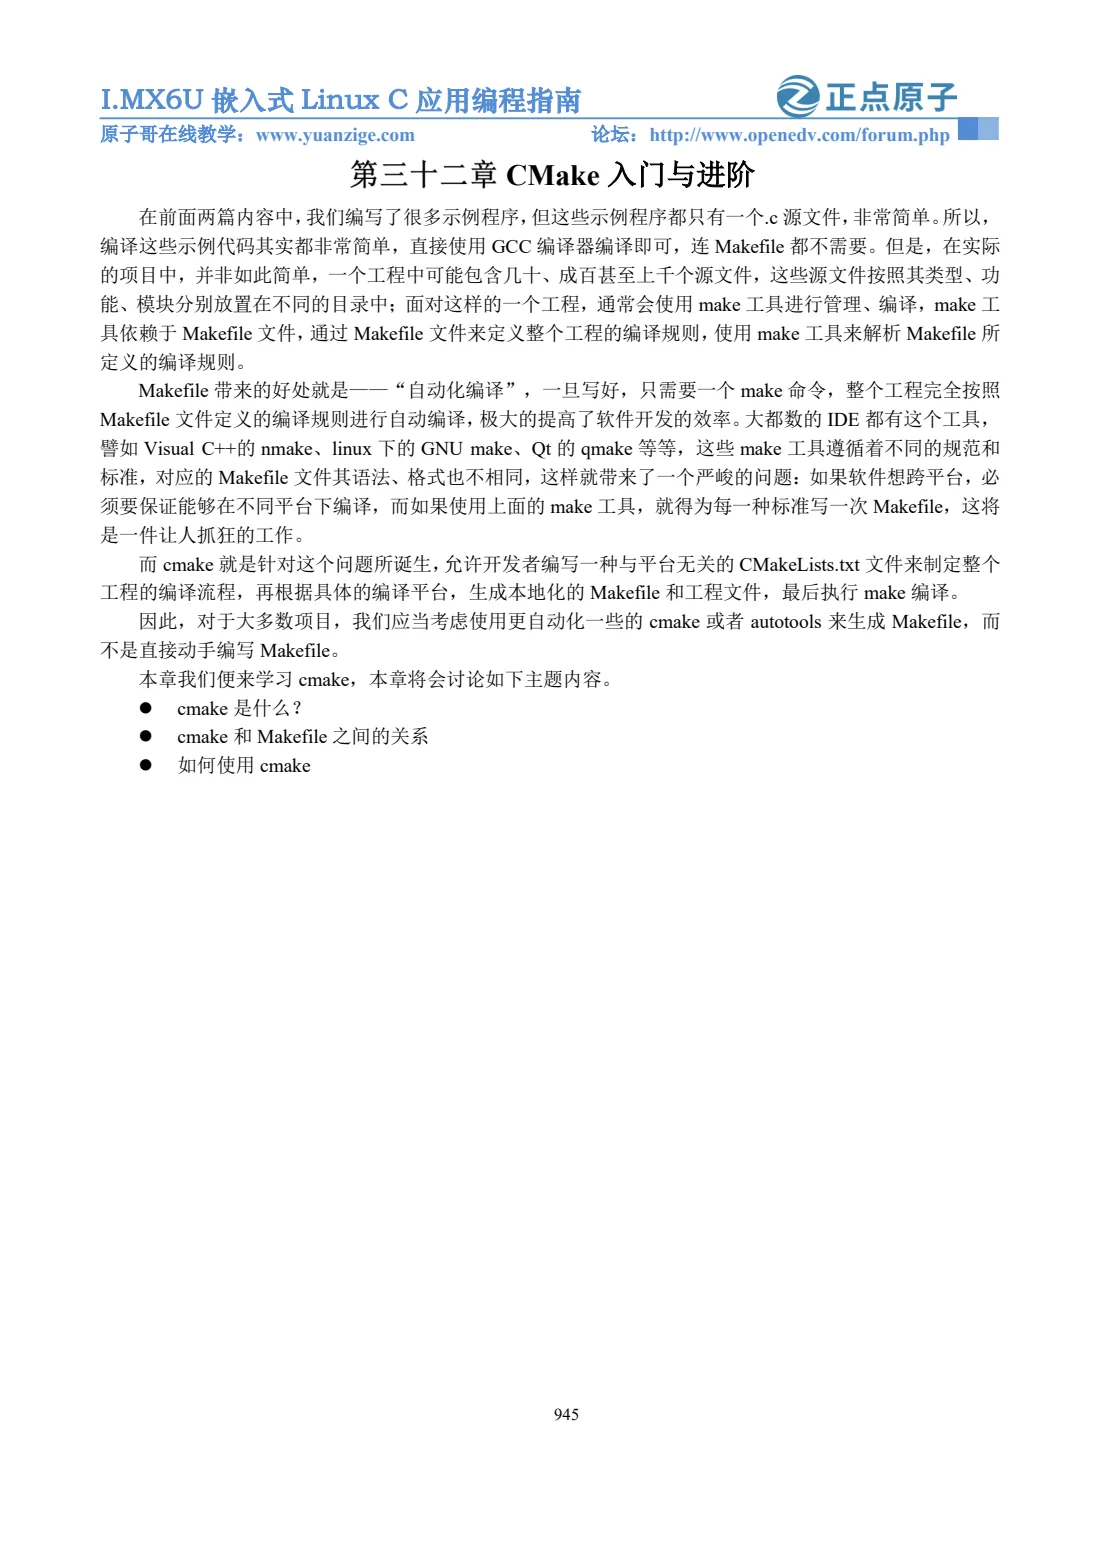 I.MX6U 嵌入式 Linux C 应用编程指南
正点原子
原子哥在线教学：www.yuanzige.com 论坛：http://www.openedv.com/forum.php
第三十二章 CMake 入门与进阶
在前面两篇内容中，我们编写了很多示例程序，但这些示例程序都只有一个.c 源文件，非常简单。所以，
编译这些示例代码其实都非常简单，直接使用 GCC 编译器编译即可，连 Makefile 都不需要。但是，在实际
的项目中，并非如此简单，一个工程中可能包含几十、成百甚至上千个源文件，这些源文件按照其类型、功
能、模块分别放置在不同的目录中；面对这样的一个工程，通常会使用 make 工具进行管理、编译，make 工
具依赖于 Makefile 文件，通过 Makefile 文件来定义整个工程的编译规则，使用 make 工具来解析 Makefile 所
定义的编译规则。
Makefile 带来的好处就是——“自动化编译”，一旦写好，只需要一个 make 命令，整个工程完全按照
Makefile 文件定义的编译规则进行自动编译，极大的提高了软件开发的效率。大都数的 IDE 都有这个工具，
譬如 Visual C++的 nmake、linux 下的 GNU make、Qt 的 qmake 等等，这些 make 工具遵循着不同的规范和
标准，对应的 Makefile 文件其语法、格式也不相同，这样就带来了一个严峻的问题：如果软件想跨平台，必
须要保证能够在不同平台下编译，而如果使用上面的 make 工具，就得为每一种标准写一次 Makefile，这将
是一件让人抓狂的工作。
而 cmake 就是针对这个问题所诞生，允许开发者编写一种与平台无关的 CMakeLists.txt 文件来制定整个
工程的编译流程，再根据具体的编译平台，生成本地化的 Makefile 和工程文件，最后执行 make 编译。
因此，对于大多数项目，我们应当考虑使用更自动化一些的 cmake 或者 autotools 来生成 Makefile，而
不是直接动手编写 Makefile。
本章我们便来学习 cmake，本章将会讨论如下主题内容。
● cmake 是什么？
● cmake 和 Makefile 之间的关系
● 如何使用 cmake
945